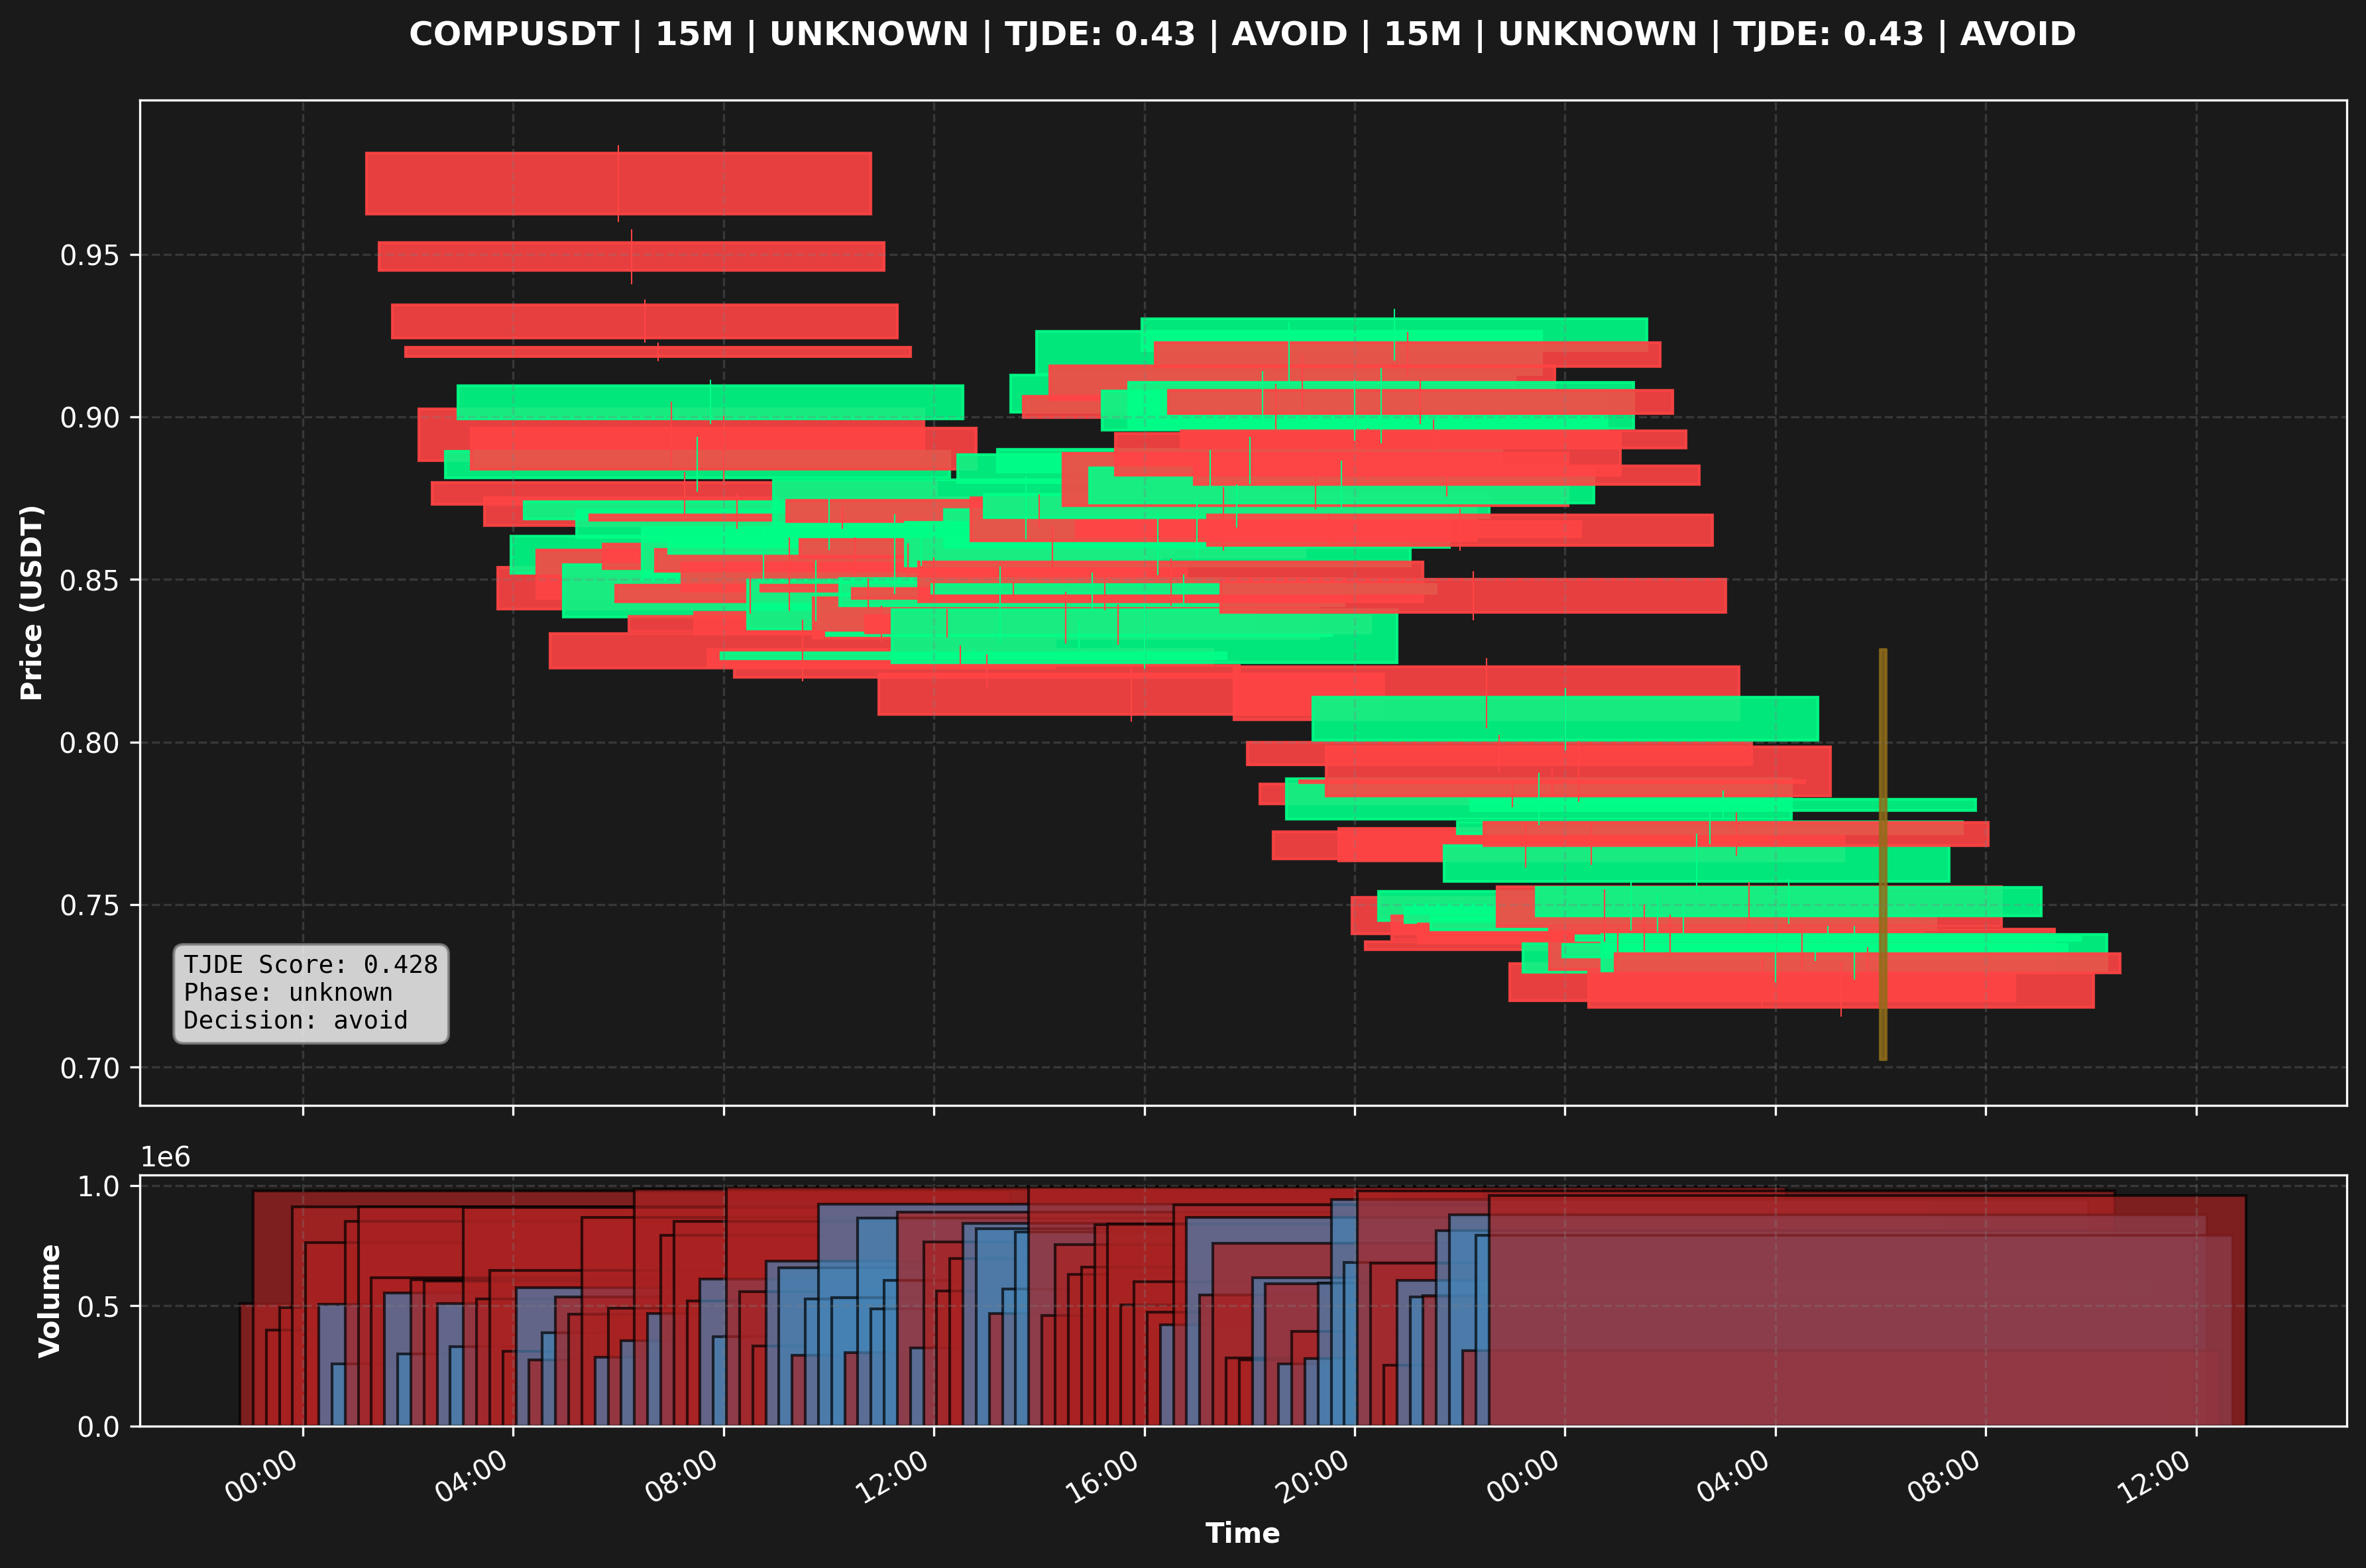 COMPUSDT | 15M | UNKNOWN | TJDE: 0.43 | AVOID | 15M | UNKNOWN | TJDE: 0.43 | AVOID
Price (USDT)
0.95
0.90
0.85
0.80
0.75
0.70
TJDE Score: 0.428
Phase: unknown
Decision: avoid
1e6
Volume
1.0
0.5
0.0
00:00 04:00 08:00 12:00 16:00 20:00 00:00 04:00 08:00 12:00
Time